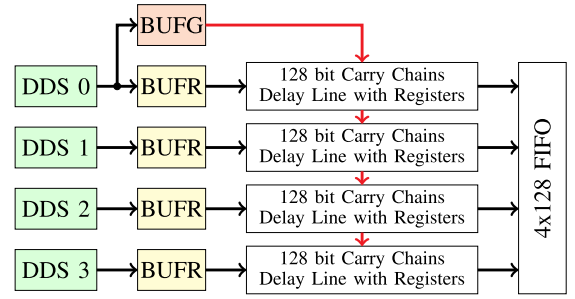 BUFG
DDS 0
BUFR
128 bit Carry Chains
Delay Line with Registers
DDS 1
BUFR
128 bit Carry Chains
Delay Line with Registers
DDS 2
BUFR
128 bit Carry Chains
Delay Line with Registers
DDS 3
BUFR
128 bit Carry Chains
Delay Line with Registers
4x128 FIFO